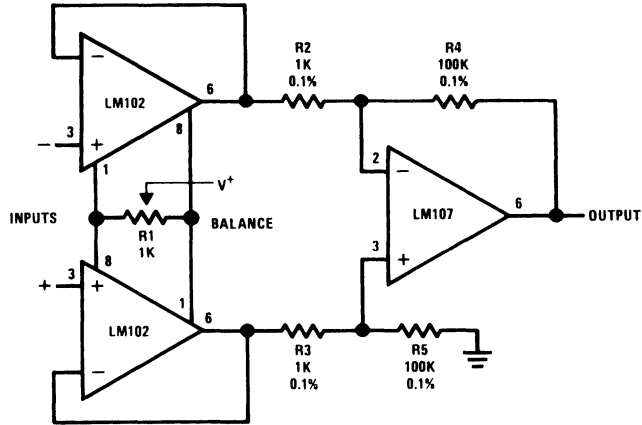 R2
1K
0.1%
R4
100K
0.1%
−
LM102
6
8
− 3 +
1
V+
2 −
LM107
6
OUTPUT
INPUTS
R1
1K
BALANCE
3 +
8
+ 3 +
1
LM102
6
−
R3
1K
0.1%
R5
100K
0.1%